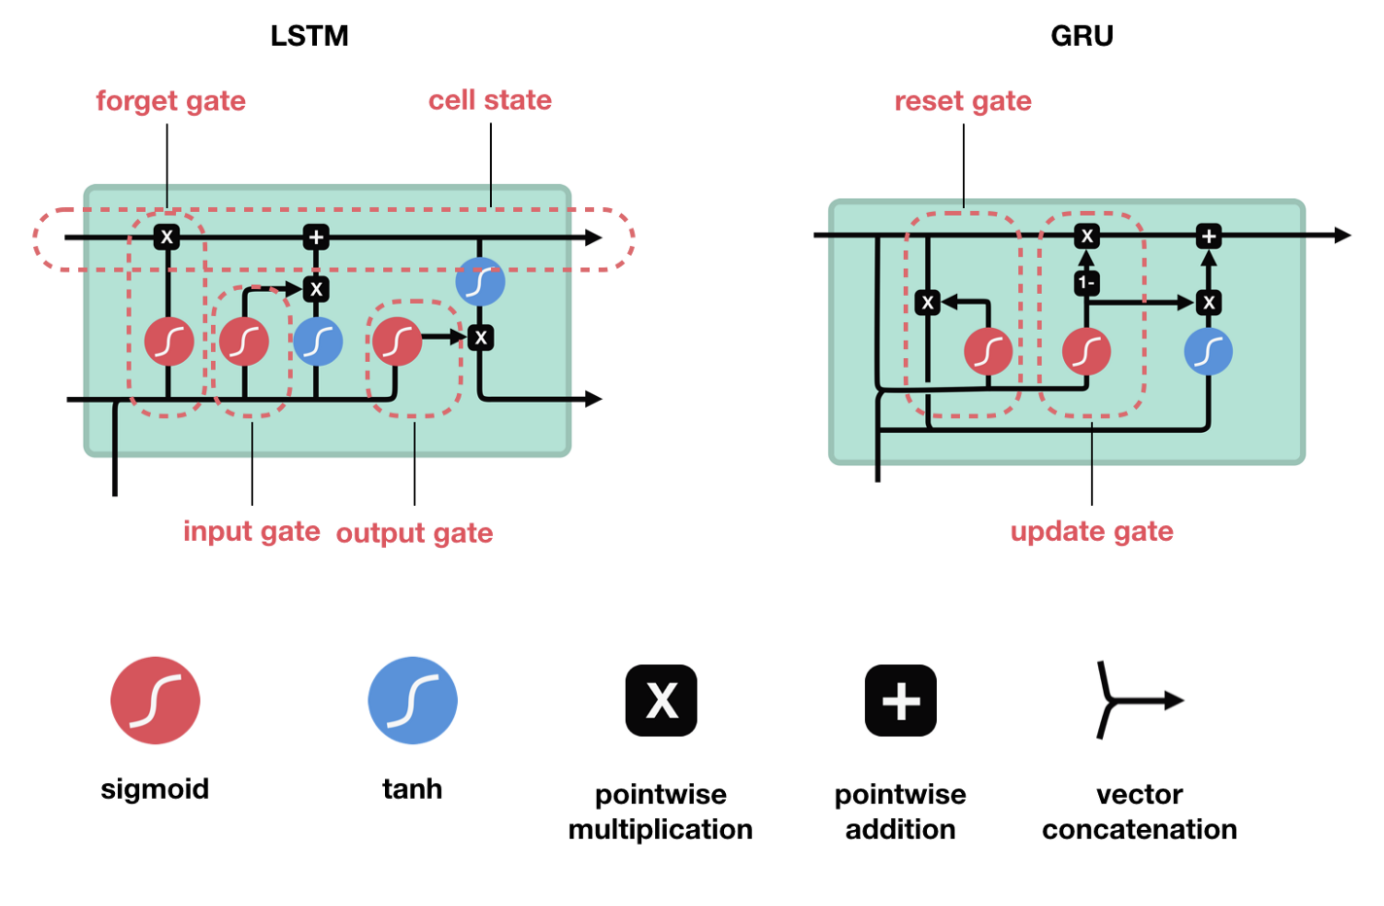 LSTM
GRU
forget gate
cell state
reset gate
X
+
X
X
X
+
1-
X
X
input gate
output gate
update gate
X
+
sigmoid
tanh
pointwise
multiplication
pointwise
addition
vector
concatenation